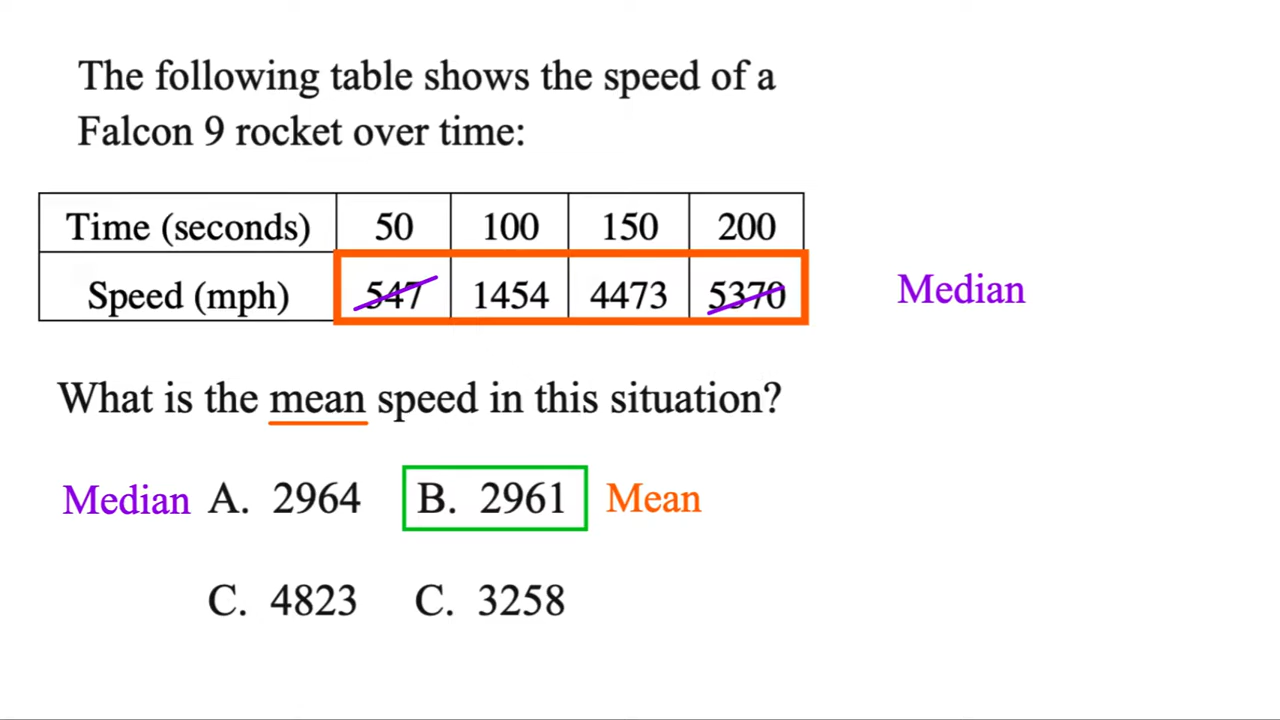 The following table shows the speed of a
Falcon 9 rocket over time:
Time (seconds) 50 100 150 200
Speed (mph) 547 1454 4473 5370 Median
What is the mean speed in this situation?
Median A. 2964 B. 2961 Mean
C. 4823 C. 3258